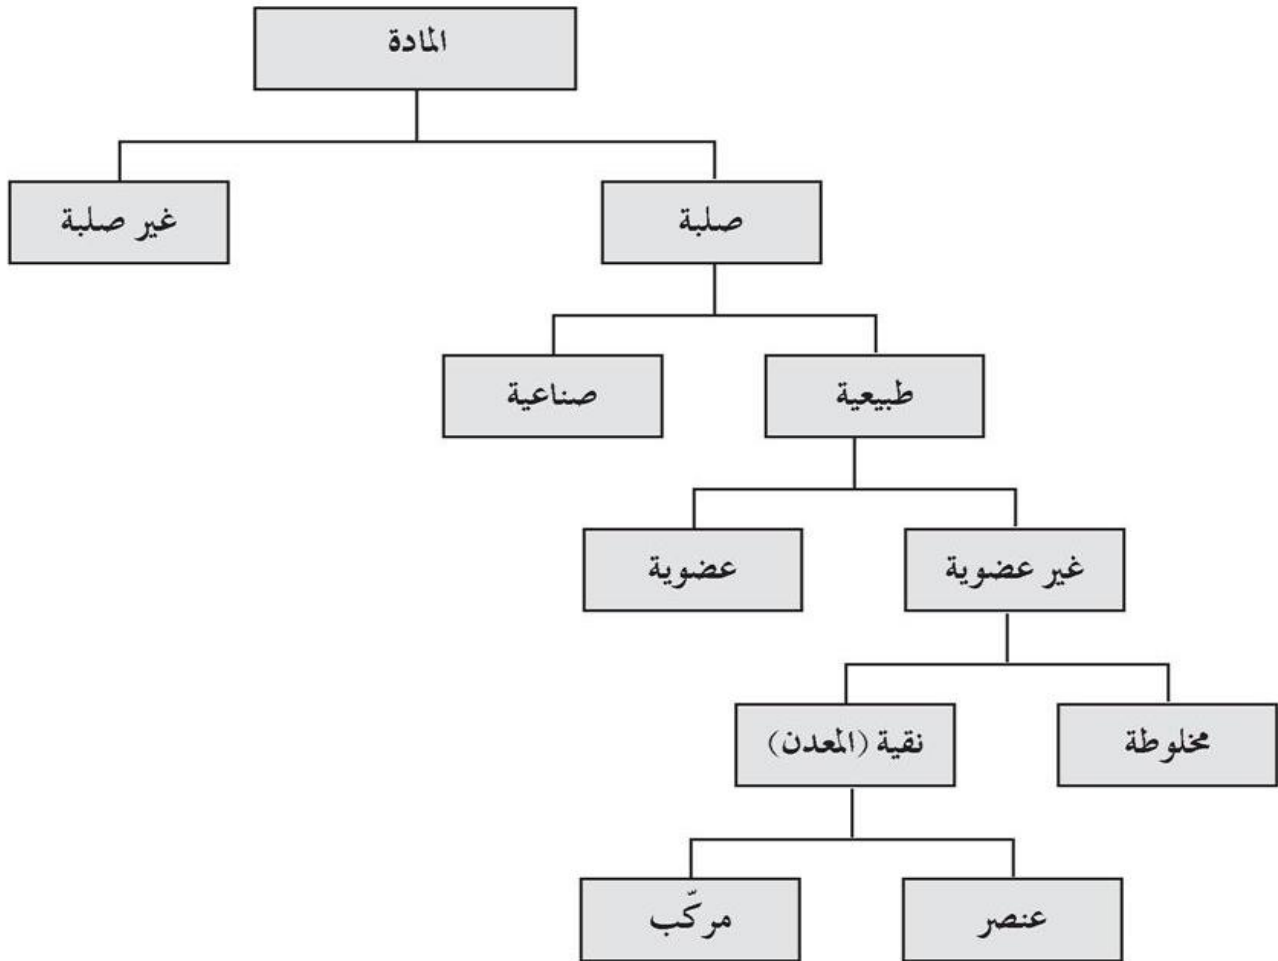 المادة
صلبة
غير صلبة
طبيعية
صناعية
غير عضوية
عضوية
مخلوطة
نقية (المعدن)
عنصر
مركّب